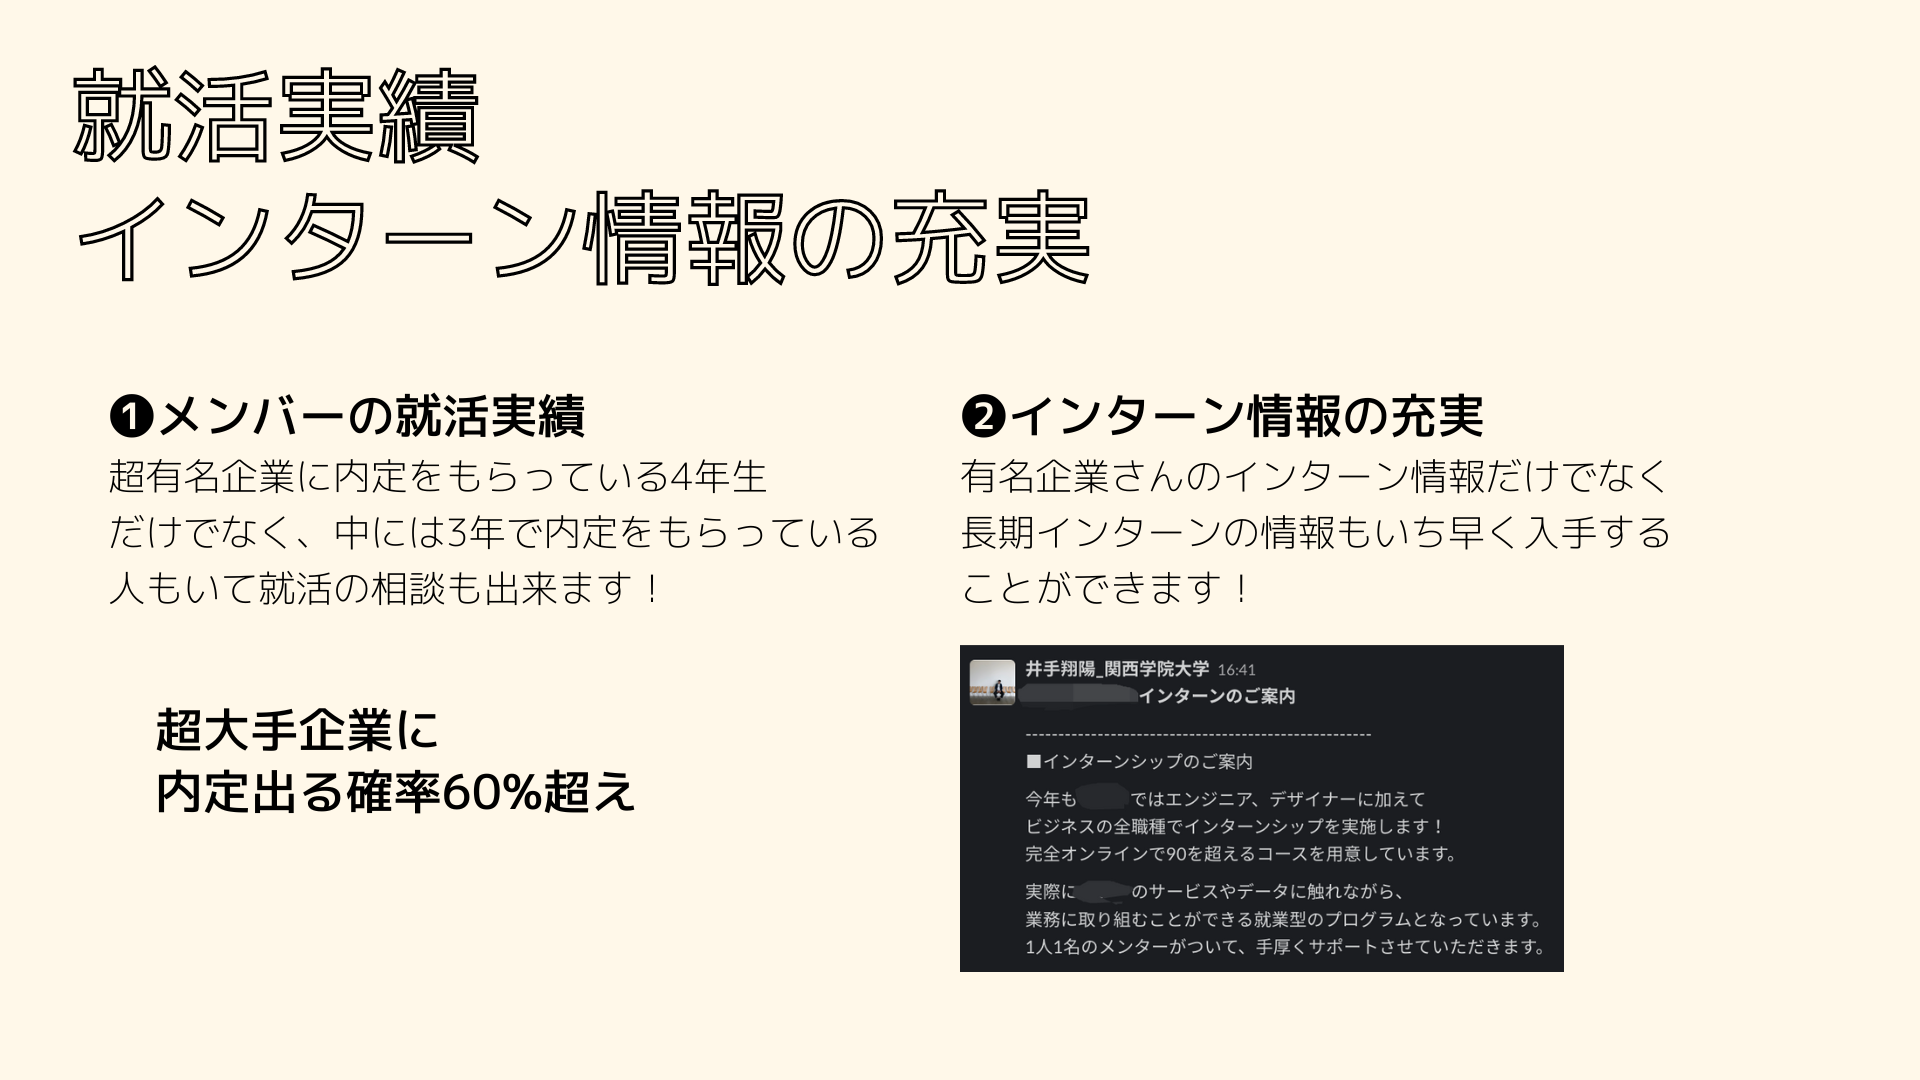 就活実績
インターン情報の充実
❶メンバーの就活実績
超有名企業に内定をもらっている4年生
だけでなく、中には3年で内定をもらっている
人もいて就活の相談も出来ます！
超大手企業に
内定出る確率60%超え
❷インターン情報の充実
有名企業さんのインターン情報だけでなく
長期インターンの情報もいち早く入手する
ことができます！
井手翔陽_関西学院大学 16:41
インターンのご案内
-----------------------------------------------------
■インターンシップのご案内
今年も ではエンジニア、デザイナーに加えて
ビジネスの全職種でインターンシップを実施します！
完全オンラインで90を超えるコースを用意しています。
実際に のサービスやデータに触れながら、
業務に取り組むことができる就業型のプログラムとなっています。
1人1名のメンターがついて、手厚くサポートさせていただきます。